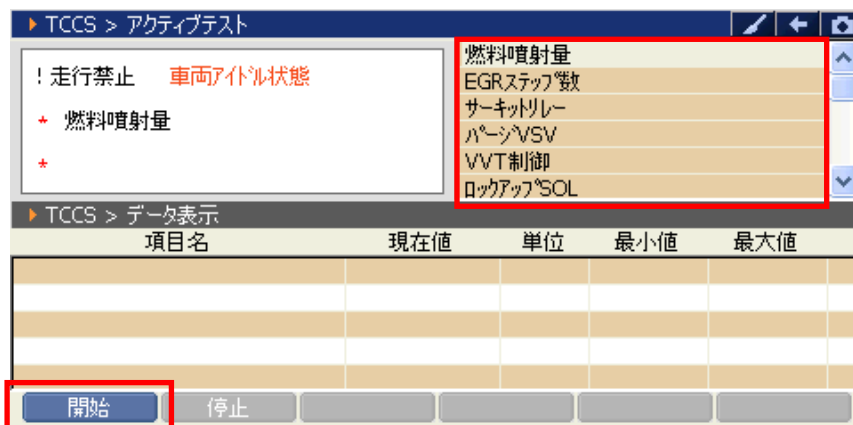 TCCS > アクティブテスト
! 走行禁止 車両アイドル状態
* 燃料噴射量
*
燃料噴射量
EGRステップ数
サーキットリレー
パージVSV
VVT制御
ロックアップSOL
TCCS > データ表示
項目名 現在値 単位 最小値 最大値
開始 停止